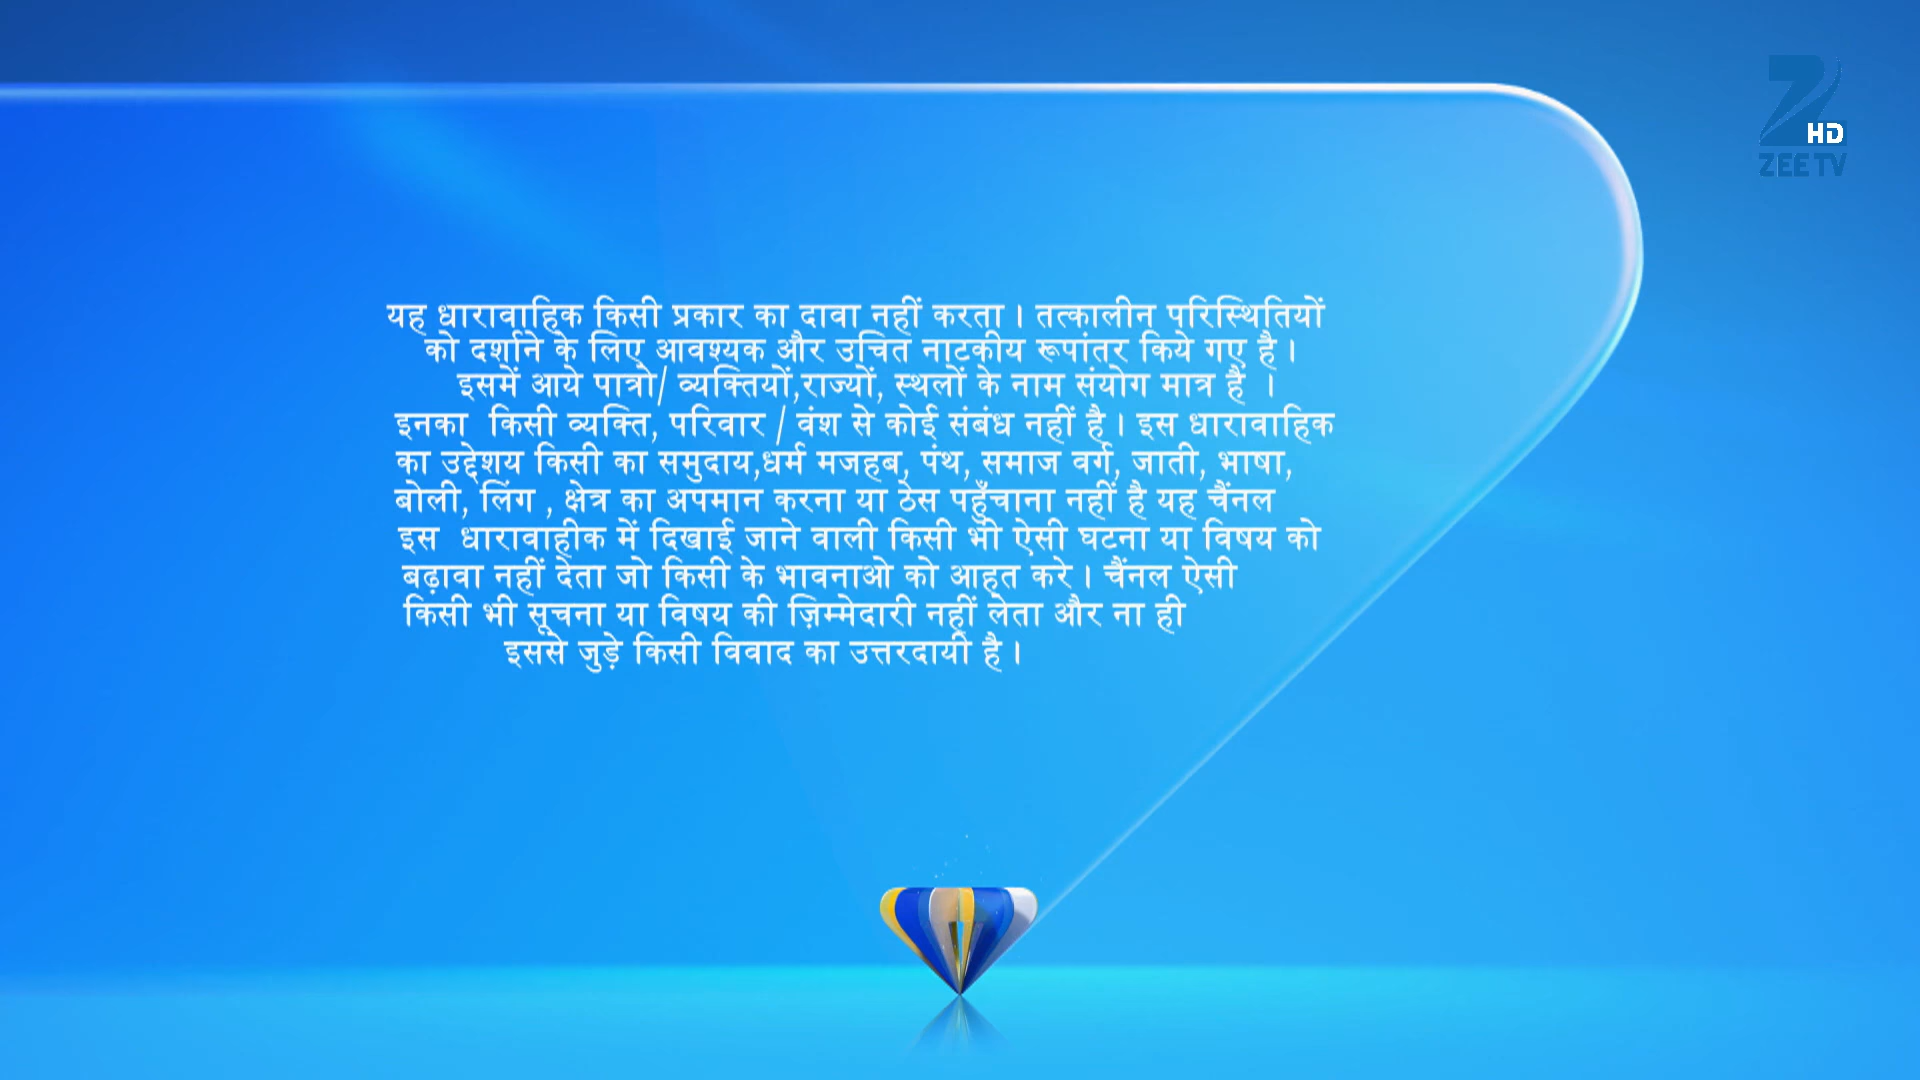 HD
ZEE TV
यह धारावाहिक किसी प्रकार का दावा नहीं करता । तत्कालीन परिस्थितियों
को दर्शाने के लिए आवश्यक और उचित नाटकीय रूपांतर किये गए है ।
इसमें आये पात्रो/ व्यक्तियों,राज्यों, स्थलों के नाम संयोग मात्र हैं ।
इनका किसी व्यक्ति, परिवार / वंश से कोई संबंध नहीं है । इस धारावाहिक
का उद्देशय किसी का समुदाय,धर्म मजहब, पंथ, समाज वर्ग, जाती, भाषा,
बोली, लिंग , क्षेत्र का अपमान करना या ठेस पहुँचाना नहीं है यह चैंनल
इस धारावाहीक में दिखाई जाने वाली किसी भी ऐसी घटना या विषय को
बढ़ावा नहीं देता जो किसी के भावनाओ को आहत करे । चैंनल ऐसी
किसी भी सूचना या विषय की ज़िम्मेदारी नहीं लेता और ना ही
इससे जुड़े किसी विवाद का उत्तरदायी है ।